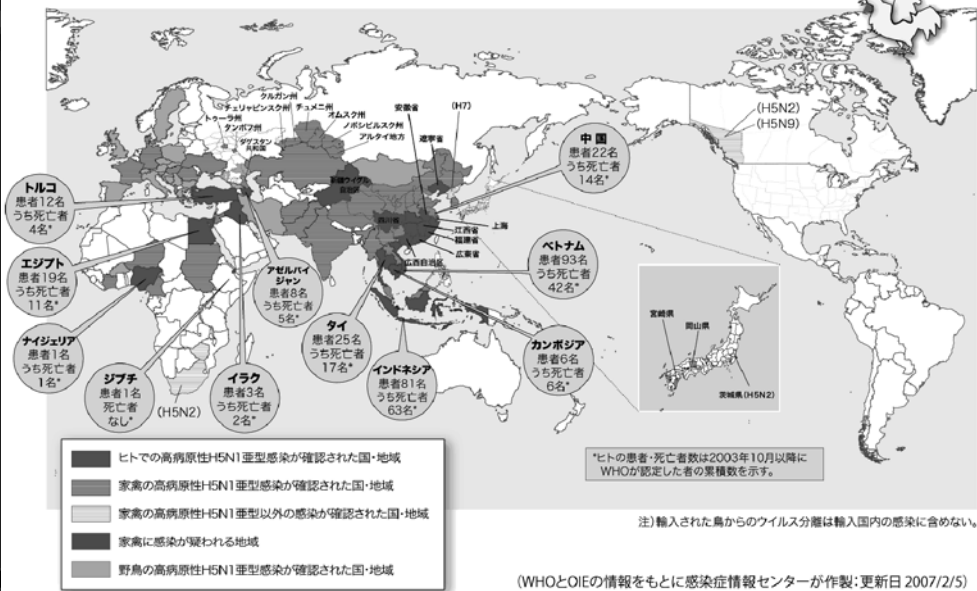 クルガン州
チェリャビンスク州 チュメニ州
トゥーラ州
タンボフ州
オムスク州
ノボシビルスク州
アルタイ地方
ダゲスタン
共和国
安徽省
(H7)
遼寧省
新疆ウイグル
自治区
四川省
上海
江西省
福建省
広東省
広西自治区
(H5N2)
(H5N9)
中国
患者22名
うち死亡者
14名*
トルコ
患者12名
うち死亡者
4名*
エジプト
患者19名
うち死亡者
11名*
アゼルバイ
ジャン
患者8名
うち死亡者
5名*
ベトナム
患者93名
うち死亡者
42名*
ナイジェリア
患者1名
うち死亡者
1名*
ジブチ
患者1名
死亡者
なし*
(H5N2)
イラク
患者3名
うち死亡者
2名*
タイ
患者25名
うち死亡者
17名*
インドネシア
患者81名
うち死亡者
63名*
カンボジア
患者6名
うち死亡者
6名*
宮崎県
岡山県
茨城県(H5N2)
ヒトでの高病原性H5N1亜型感染が確認された国・地域
家禽の高病原性H5N1亜型感染が確認された国・地域
家禽の高病原性H5N1亜型以外の感染が確認された国・地域
家禽に感染が疑われる地域
野鳥の高病原性H5N1亜型感染が確認された国・地域
*ヒトの患者・死亡者数は2003年10月以降に
WHOが認定した者の累積数を示す。
注)輸入された鳥からのウイルス分離は輸入国内の感染に含めない。
(WHOとOIEの情報をもとに感染症情報センターが作製:更新日 2007/2/5)